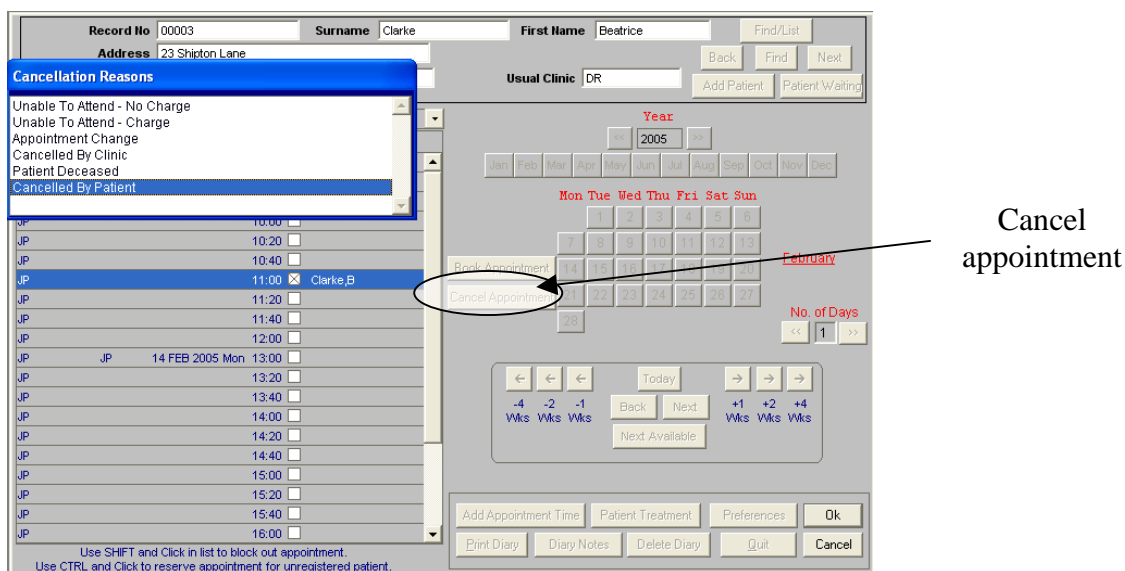 Record No 00003 Surname Clarke First Name Beatrice Find/List
Address 23 Shipton Lane Back Find Next
Cancellation Reasons
Usual Clinic DR Add Patient Patient Waiting
Unable To Attend - No Charge
Unable To Attend - Charge
Appointment Change
Cancelled By Clinic
Patient Deceased
Cancelled By Patient
Year
<< 2005 >>
Jan Feb Mar Apr May Jun Jul Aug Sep Oct Nov Dec
Mon Tue Wed Thu Fri Sat Sun
1 2 3 4 5 6
7 8 9 10 11 12 13
14 15 16 17 18 19 20
21 22 23 24 25 26 27
28
February
Book Appointment
Cancel Appointment
Cancel
appointment
No. of Days
<< 1 >>
JP 10:00
JP 10:20
JP 10:40
JP 11:00 Clarke,B
JP 11:20
JP 11:40
JP 12:00
JP JP 14 FEB 2005 Mon 13:00
JP 13:20
JP 13:40
JP 14:00
JP 14:20
JP 14:40
JP 15:00
JP 15:20
JP 15:40
JP 16:00
Today
-4 -2 -1 Back Next +1 +2 +4
Wks Wks Wks Wks Wks Wks
Next Available
Add Appointment Time Patient Treatment Preferences Ok
Print Diary Diary Notes Delete Diary Quit Cancel
Use SHIFT and Click in list to block out appointment.
Use CTRL and Click to reserve appointment for unregistered patient.